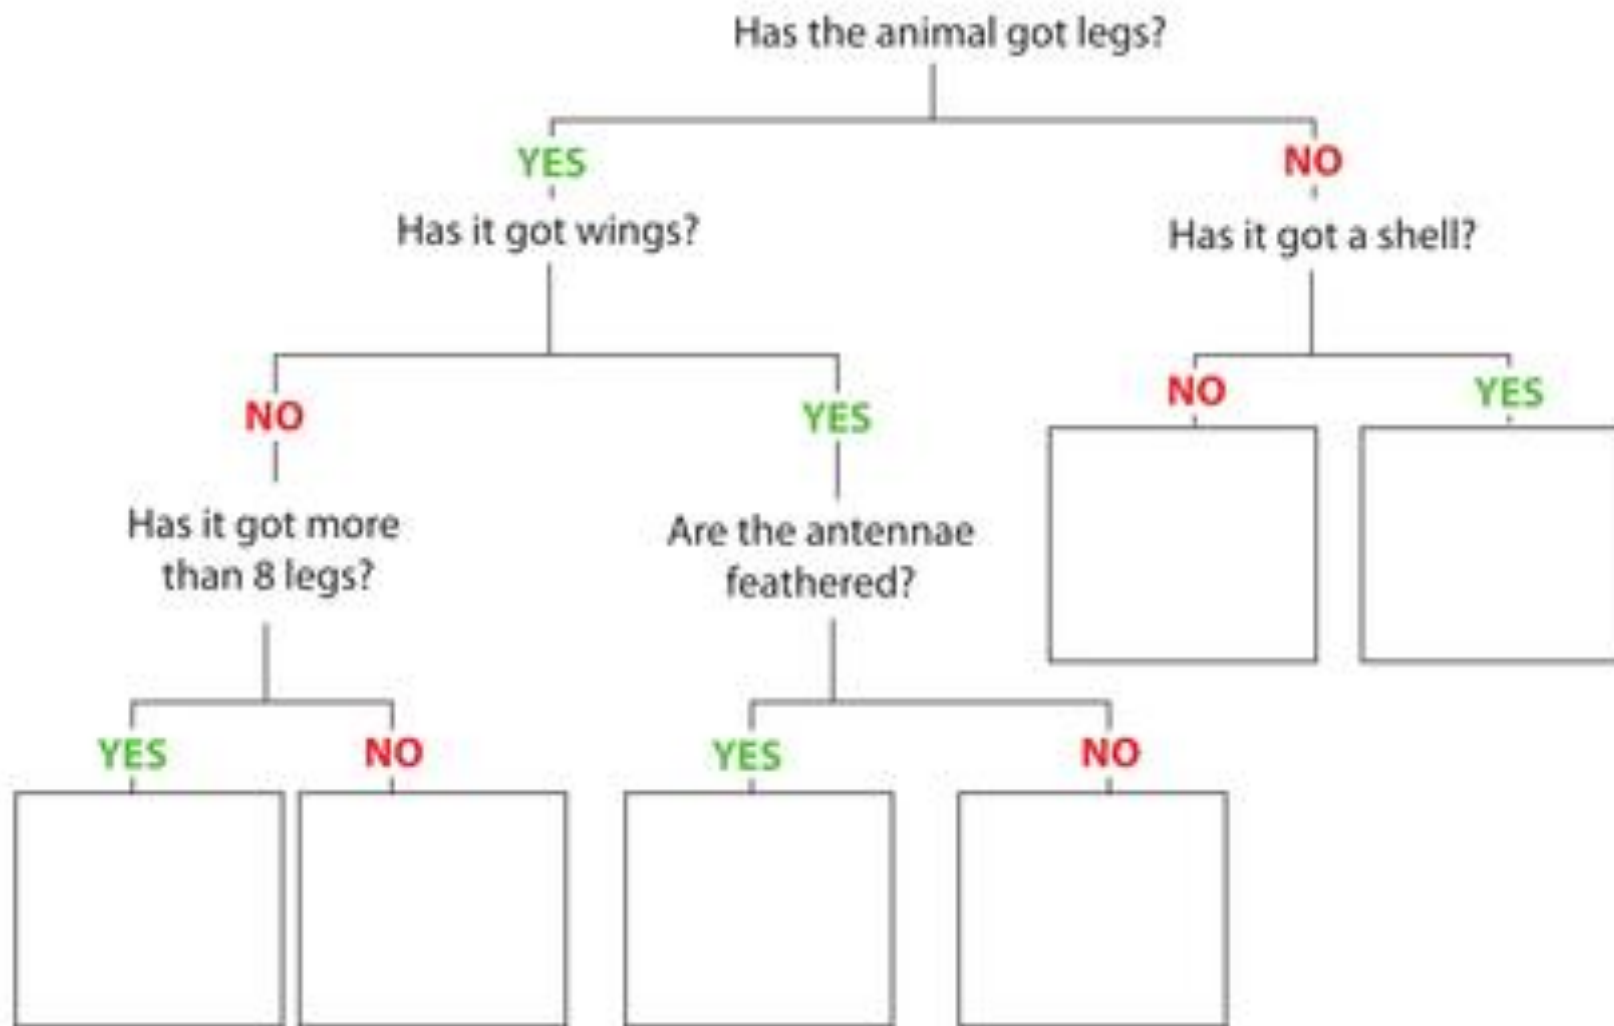 Has the animal got legs?
YES
NO
Has it got wings?
Has it got a shell?
NO
YES
NO
YES
Has it got more
than 8 legs?
Are the antennae
feathered?
YES
NO
YES
NO